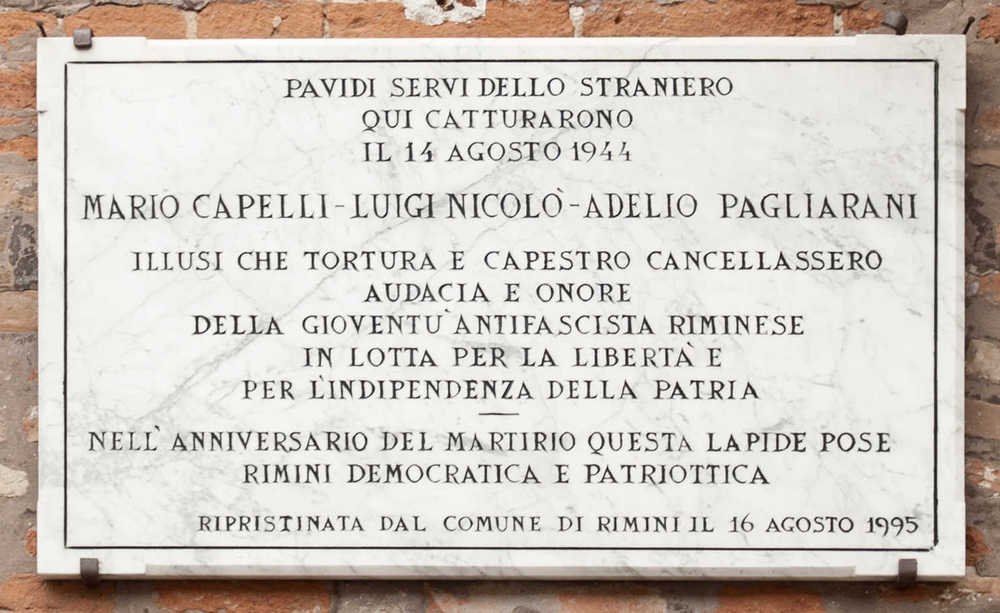 PAVIDI SERVI DELLO STRANIERO
QUI CATTURARONO
IL 14 AGOSTO 1944
MARIO CAPELLI - LUIGI NICOLÒ - ADELIO PAGLIARANI
ILLUSI CHE TORTURA E CAPESTRO CANCELLASSERO
AUDACIA E ONORE
DELLA GIOVENTU' ANTIFASCISTA RIMINESE
IN LOTTA PER LA LIBERTÀ E
PER L'INDIPENDENZA DELLA PATRIA
NELL' ANNIVERSARIO DEL MARTIRIO QUESTA LAPIDE POSE
RIMINI DEMOCRATICA E PATRIOTTICA
RIPRISTINATA DAL COMUNE DI RIMINI IL 16 AGOSTO 1995